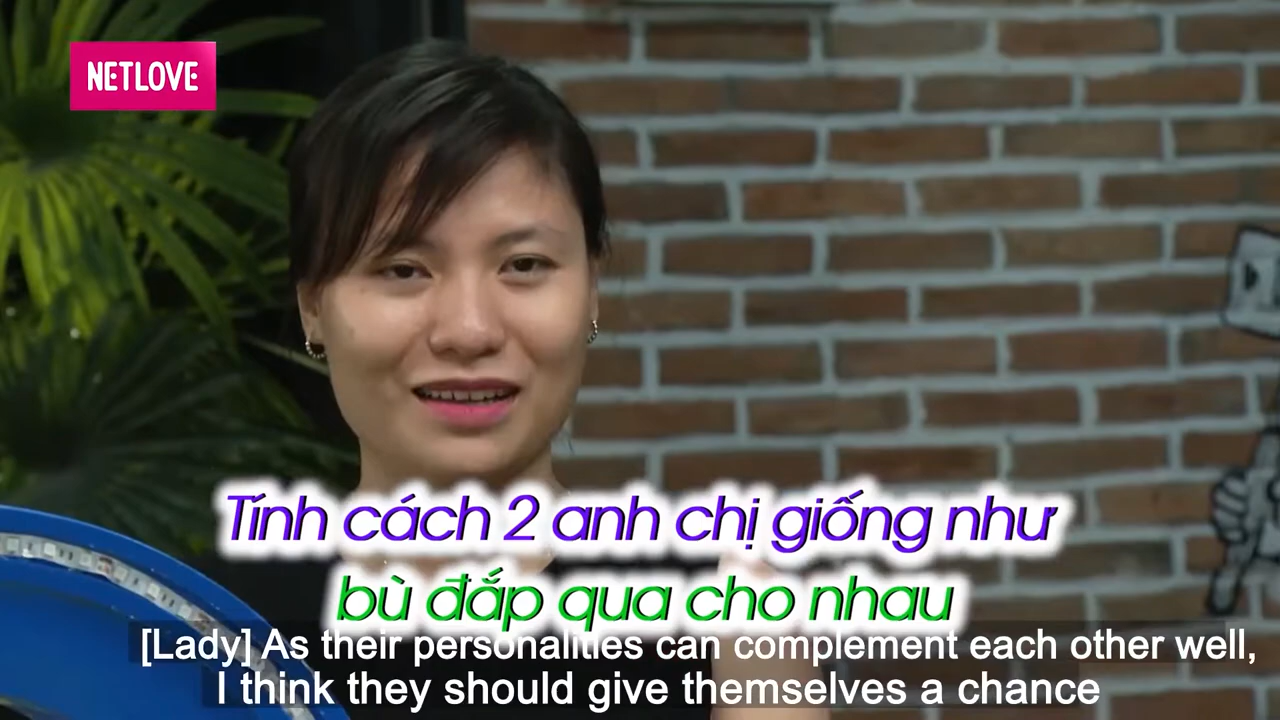 NETLOVE
Tính cách 2 anh chị giống như
bù đắp qua cho nhau
[Lady] As their personalities can complement each other well,
I think they should give themselves a chance